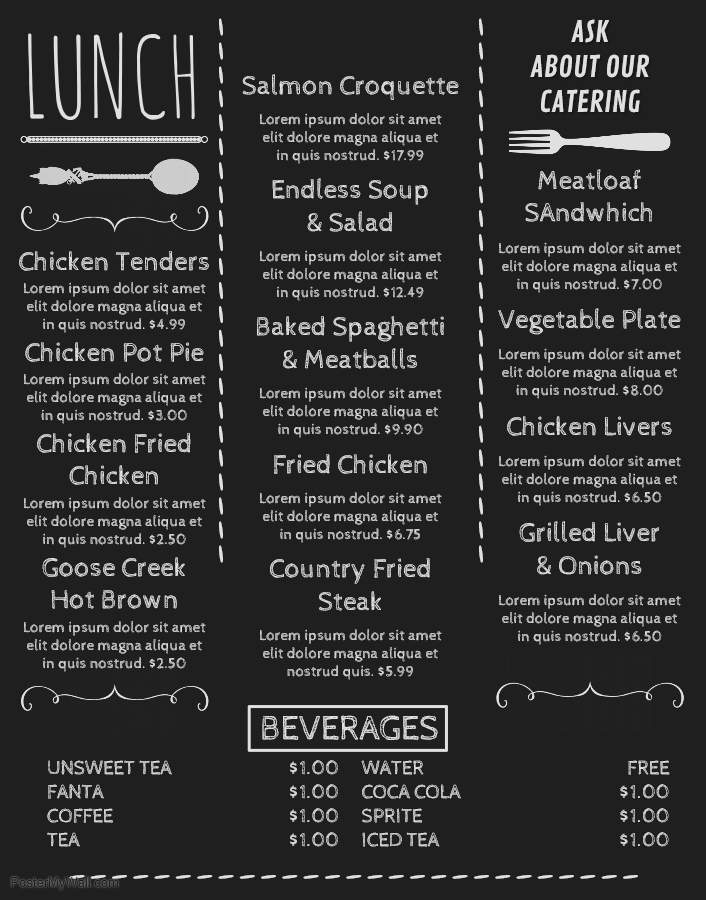 LUNCH
Chicken Tenders
Lorem ipsum dolor sit amet
elit dolore magna aliqua et
in quis nostrud. $4.99
Chicken Pot Pie
Lorem ipsum dolor sit amet
elit dolore magna aliqua et
in quis nostrud. $3.00
Chicken Fried
Chicken
Lorem ipsum dolor sit amet
elit dolore magna aliqua et
in quis nostrud. $2.50
Goose Creek
Hot Brown
Lorem ipsum dolor sit amet
elit dolore magna aliqua et
in quis nostrud. $2.50
Salmon Croquette
Lorem ipsum dolor sit amet
elit dolore magna aliqua et
in quis nostrud. $17.99
Endless Soup
& Salad
Lorem ipsum dolor sit amet
elit dolore magna aliqua et
in quis nostrud. $12.49
Baked Spaghetti
& Meatballs
Lorem ipsum dolor sit amet
elit dolore magna aliqua et
in quis nostrud. $9.90
Fried Chicken
Lorem ipsum dolor sit amet
elit dolore magna aliqua et
in quis nostrud. $6.75
Country Fried
Steak
Lorem ipsum dolor sit amet
elit dolore magna aliqua et
nostrud quis. $5.99
ASK
ABOUT OUR
CATERING
Meatloaf
SAndwhich
Lorem ipsum dolor sit amet
elit dolore magna aliqua et
in quis nostrud. $7.00
Vegetable Plate
Lorem ipsum dolor sit amet
elit dolore magna aliqua et
in quis nostrud. $8.00
Chicken Livers
Lorem ipsum dolor sit amet
elit dolore magna aliqua et
in quis nostrud. $6.50
Grilled Liver
& Onions
Lorem ipsum dolor sit amet
elit dolore magna aliqua et
in quis nostrud. $6.50
BEVERAGES
UNSWEET TEA $1.00 WATER FREE
FANTA $1.00 COCA COLA $1.00
COFFEE $1.00 SPRITE $1.00
TEA $1.00 ICED TEA $1.00
PosterMyWall.com